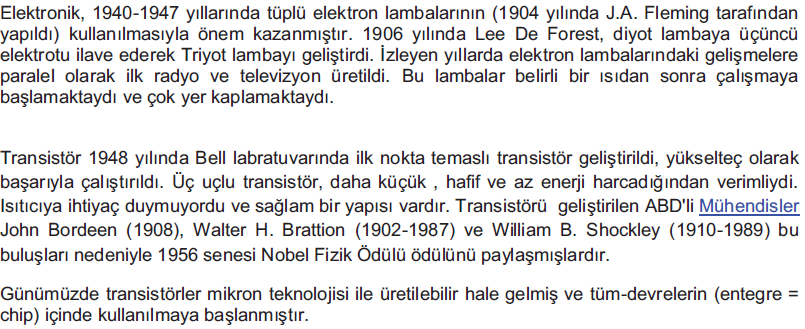 Elektronik, 1940-1947 yıllarında tüplü elektron lambalarının (1904 yılında J.A. Fleming tarafından
yapıldı) kullanılmasıyla önem kazanmıştır. 1906 yılında Lee De Forest, diyot lambaya üçüncü
elektrotu ilave ederek Triyot lambayı geliştirdi. İzleyen yıllarda elektron lambalarındaki gelişmelere
paralel olarak ilk radyo ve televizyon üretildi. Bu lambalar belirli bir ısıdan sonra çalışmaya
başlamaktaydı ve çok yer kaplamaktaydı.
Transistör 1948 yılında Bell labratuvarında ilk nokta temaslı transistör geliştirildi, yükselteç olarak
başarıyla çalıştırıldı. Üç uçlu transistör, daha küçük , hafif ve az enerji harcadığından verimliydi.
Isıtıcıya ihtiyaç duymuyordu ve sağlam bir yapısı vardır. Transistörü  geliştirilen ABD'li Mühendisler
John Bordeen (1908), Walter H. Brattion (1902-1987) ve William B. Shockley (1910-1989) bu
buluşları nedeniyle 1956 senesi Nobel Fizik Ödülü ödülünü paylaşmışlardır.
Günümüzde transistörler mikron teknolojisi ile üretilebilir hale gelmiş ve tüm-devrelerin (entegre =
chip) içinde kullanılmaya başlanmıştır.